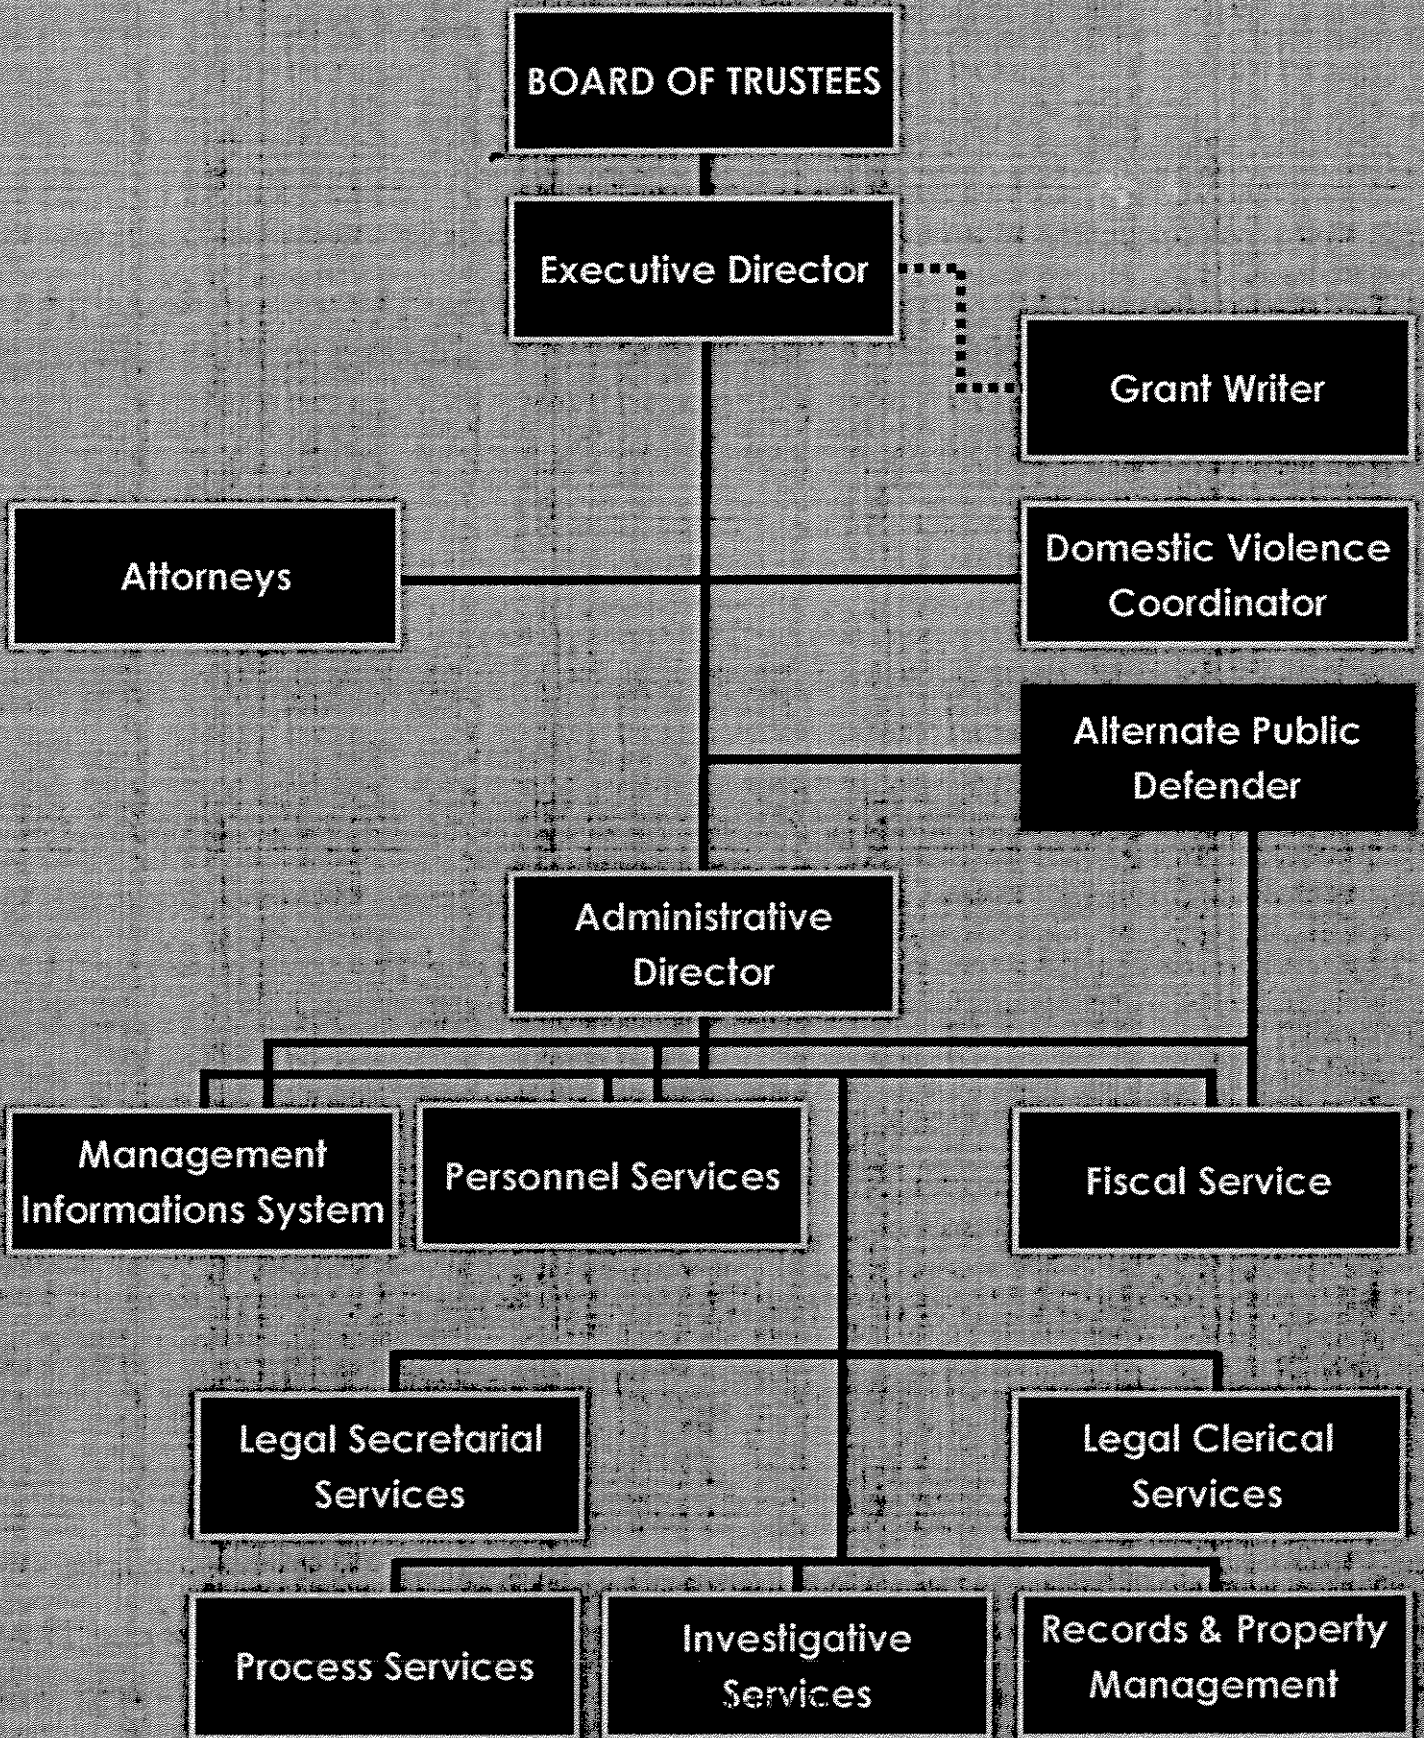 BOARD OF TRUSTEES
Executive Director
Grant Writer
Attorneys
Domestic Violence
Coordinator
Alternate Public
Defender
Administrative
Director
Management
Informations System
Personnel Services
Fiscal Service
Legal Secretarial
Services
Legal Clerical
Services
Process Services
Investigative
Services
Records & Property
Management